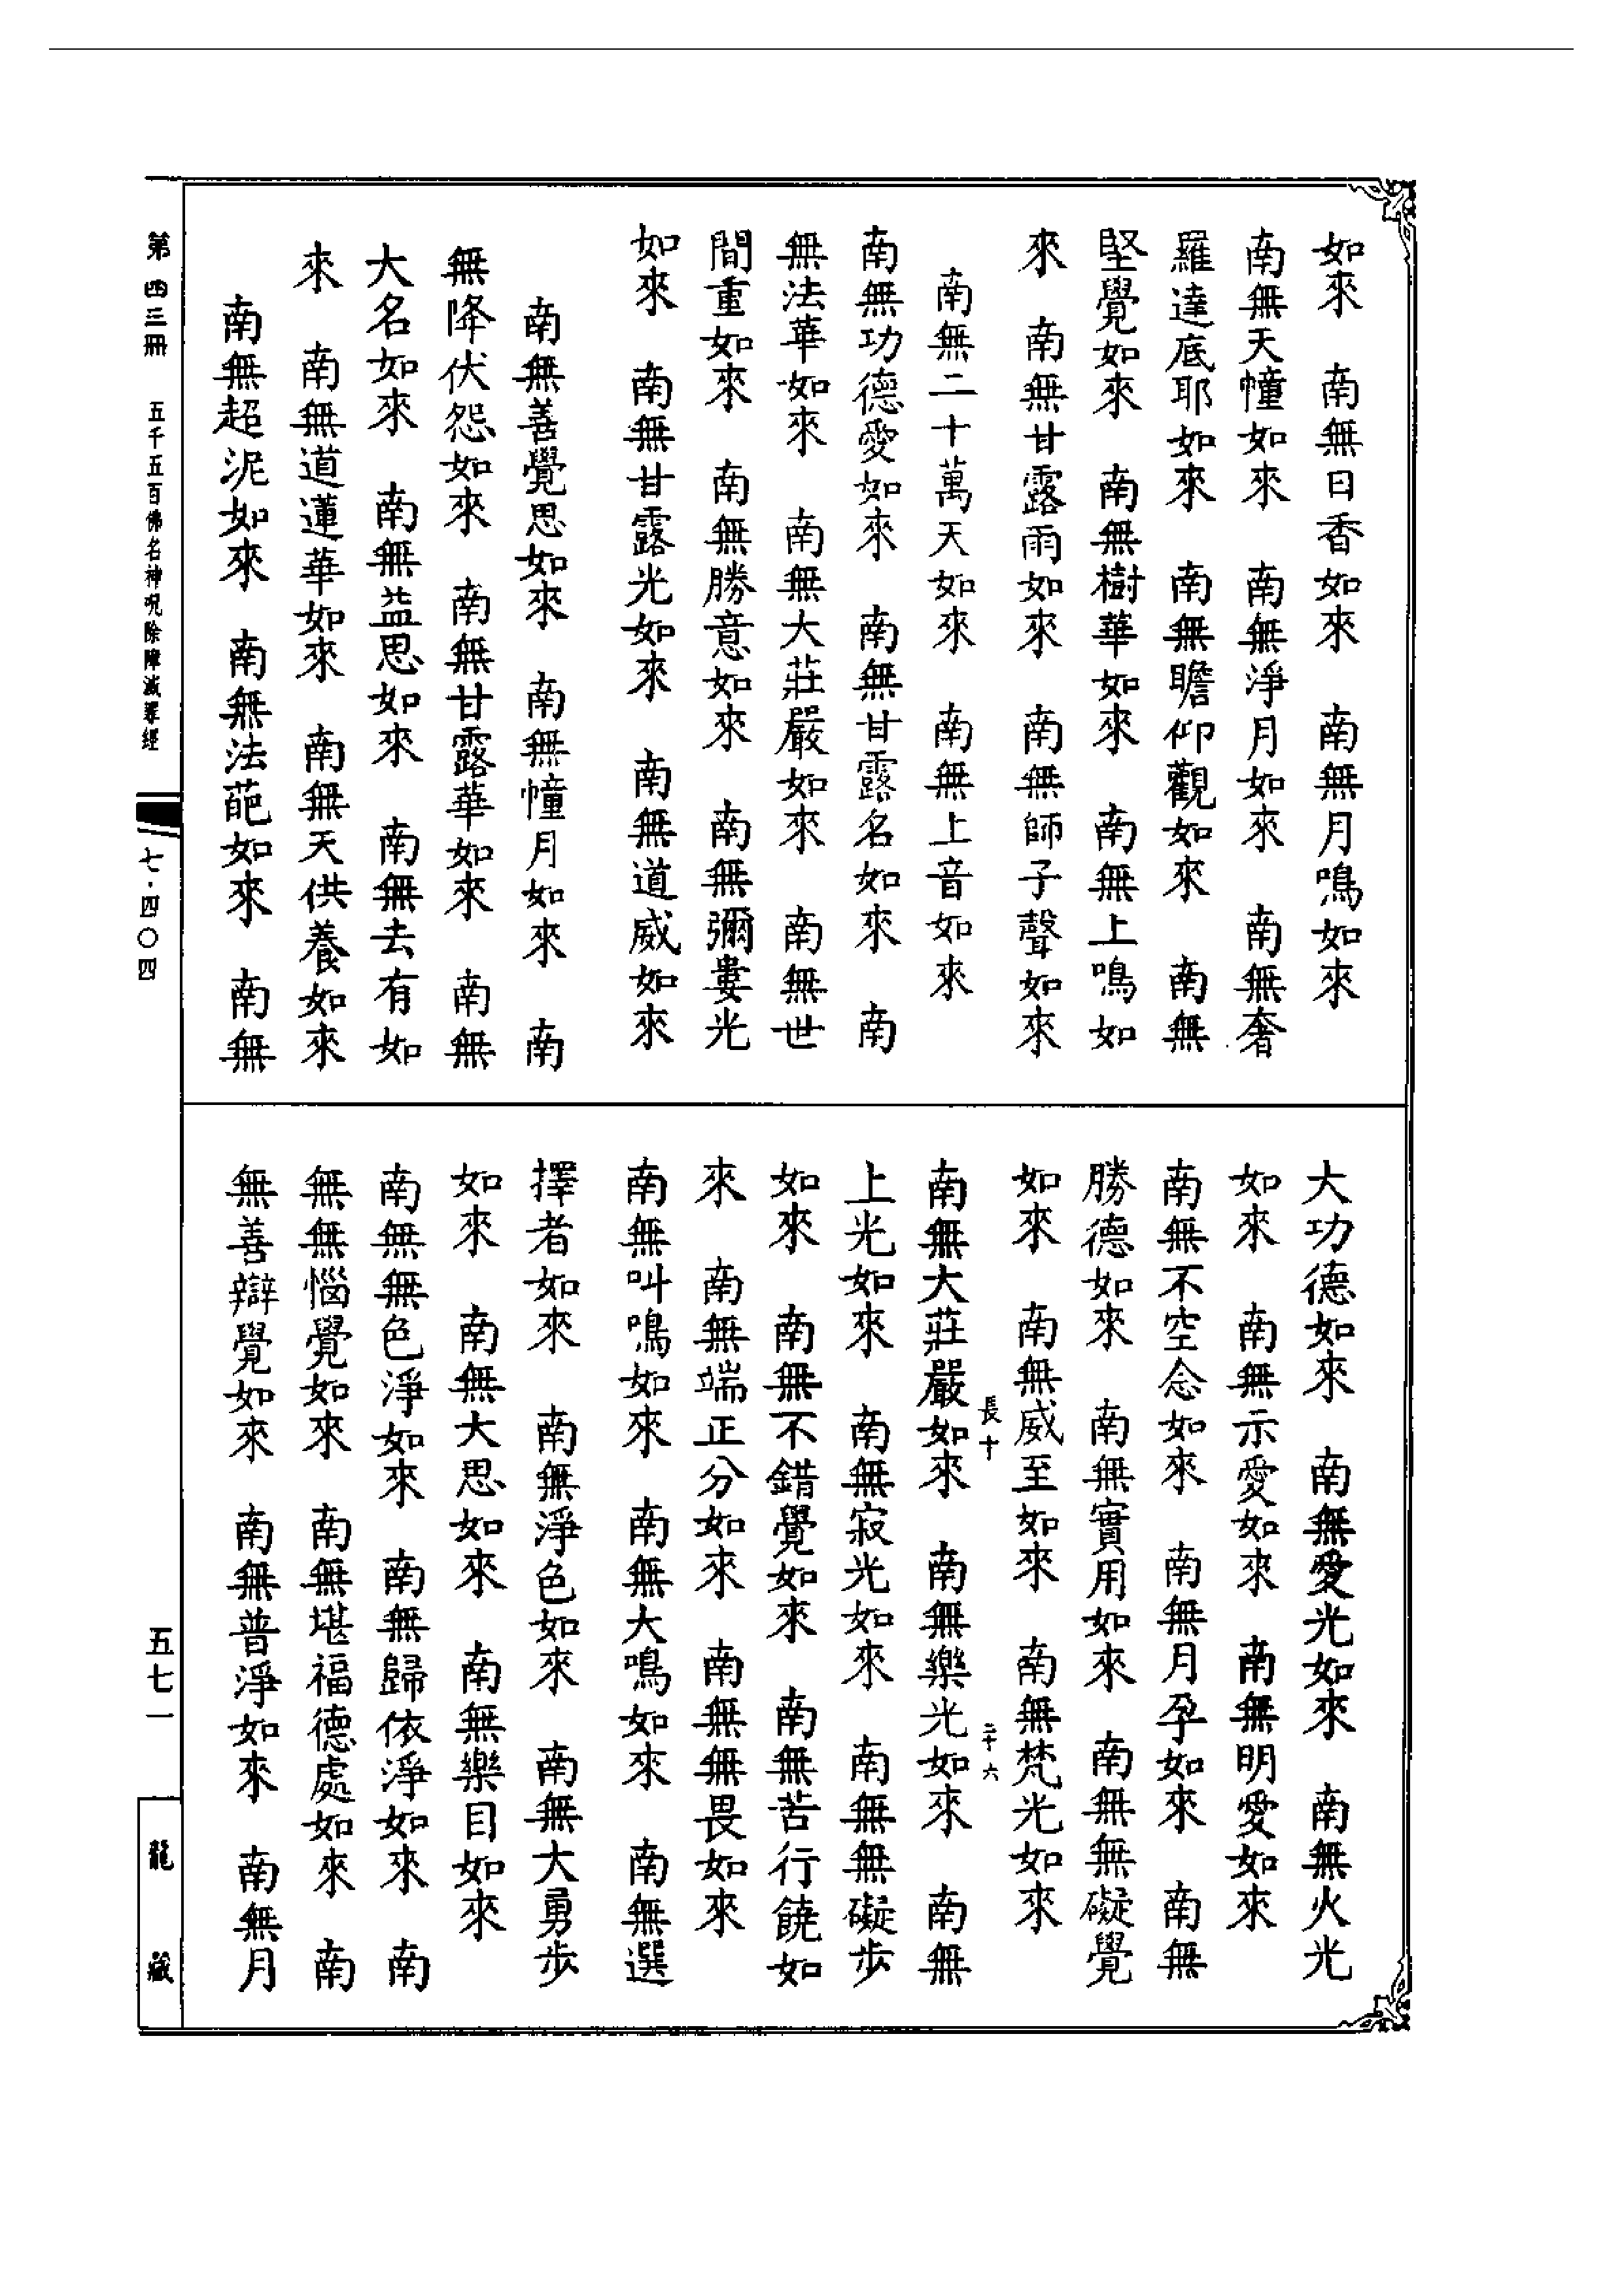 如來　南無日香如來　南無月鳴如來
南無天幢如來　南無淨月如來　南無奢
羅達底耶如來　南無瞻仰觀如來　南無
堅覺如來　南無樹華如來　南無上鳴如
來　南無甘露雨如來　南無師子聲如來
南無二十萬天如來　南無上音如來
南無功德愛如來　南無甘露名如來　南
無法華如來　南無大莊嚴如來　南無世
間重如來　南無勝意如來　南無彌婁光
如來　南無甘露光如來　南無道威如來
南無善覺思如來　南無幢月如來　南
無降伏怨如來　南無甘露華如來　南無
大名如來　南無益思如來　南無去有如
來　南無道蓮華如來　南無天供養如來
南無超泥如來　南無法葩如來　南無
大功德如來　南無愛光如來　南無火光
如來　南無示愛如來　南無明愛如來
南無不空念如來　南無月孕如來　南無
勝德如來　南無實用如來　南無無礙覺
如來　南無威至如來　南無梵光如來
長十　二十六
南無大莊嚴如來　南無樂光如來　南無
上光如來　南無寂光如來　南無無礙步
如來　南無不錯覺如來　南無苦行饒如
來　南無端正分如來　南無無畏如來
南無叫鳴如來　南無大鳴如來　南無選
擇者如來　南無淨色如來　南無大勇步
如來　南無大思如來　南無樂目如來
南無無色淨如來　南無歸依淨如來　南
無無惱覺如來　南無堪福德處如來　南
無善辯覺如來　南無普淨如來　南無月
第四三冊　五千五百佛名神呪除障滅罪經　七·四〇四　五七一　龍藏